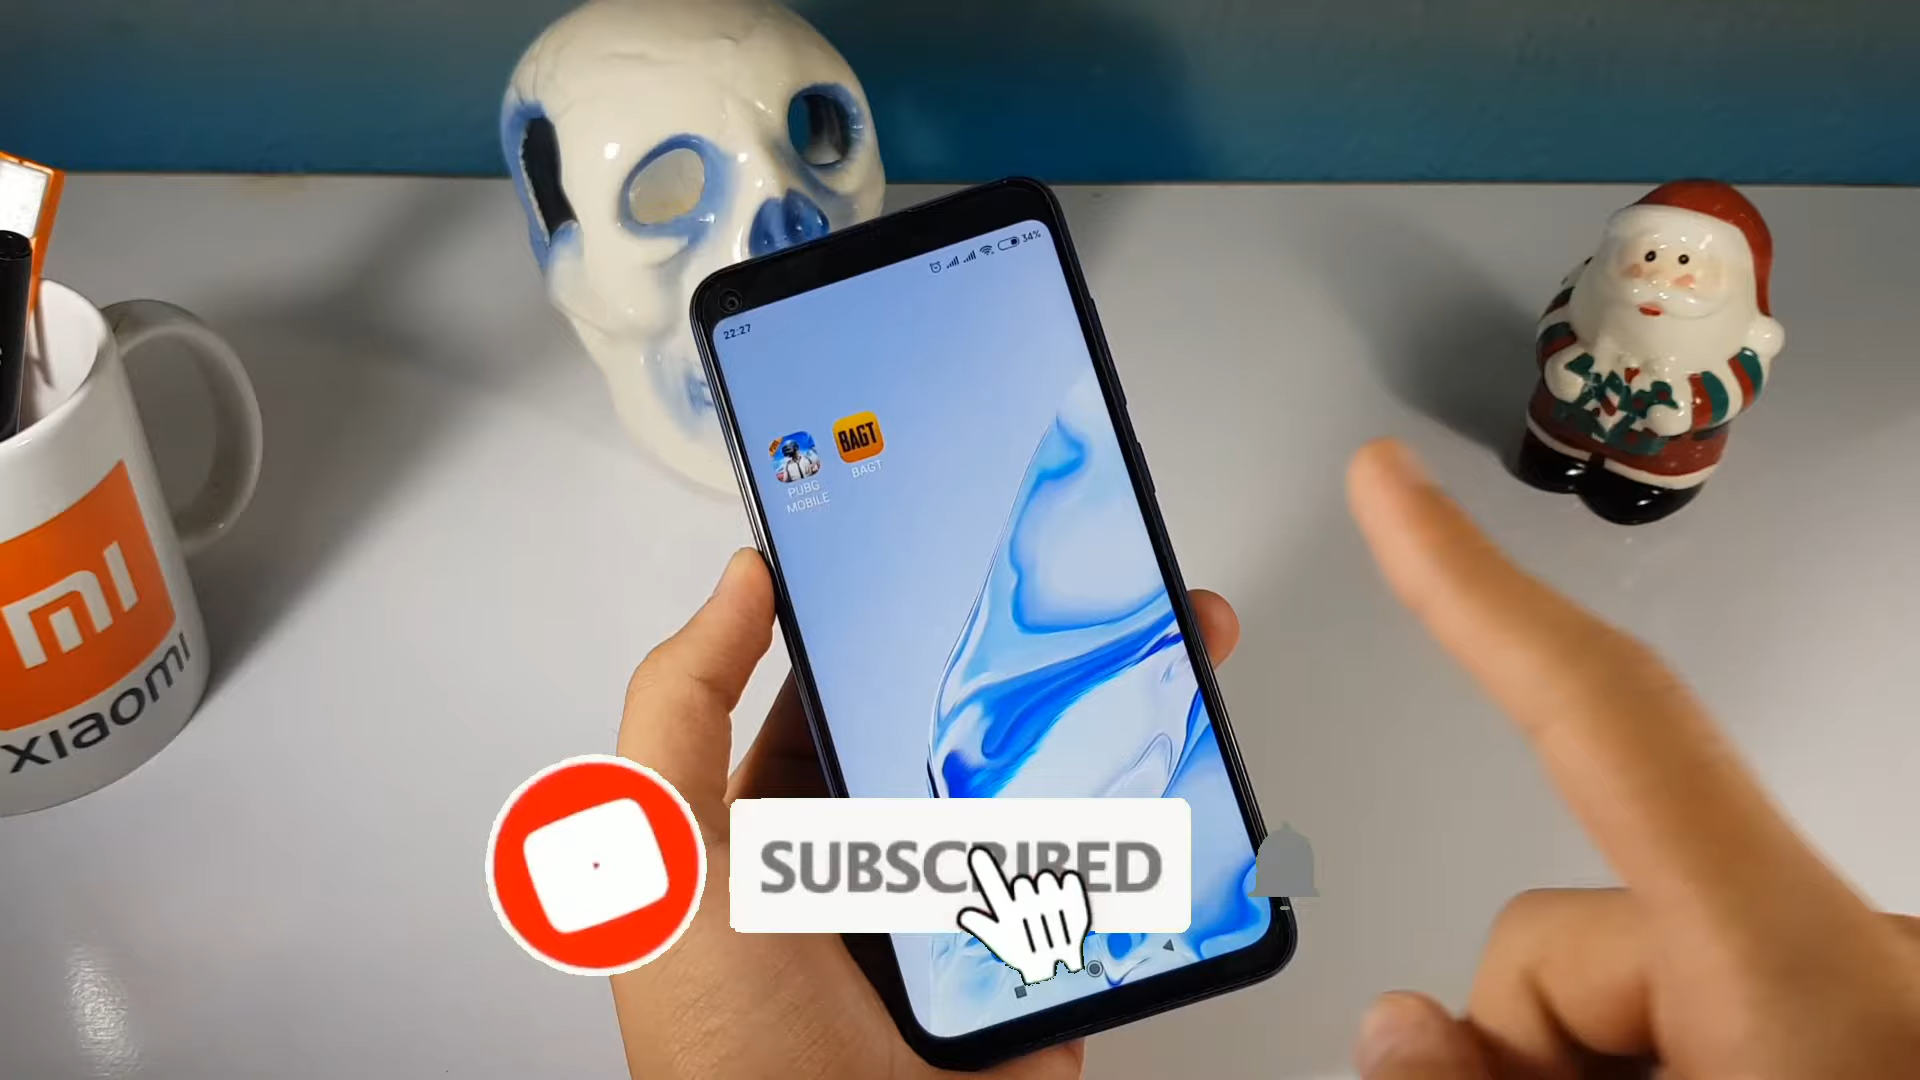 34%
22:27
BAGT
BAGT
PUBG
MOBILE
mi
xiaomi
SUBSCRIBED